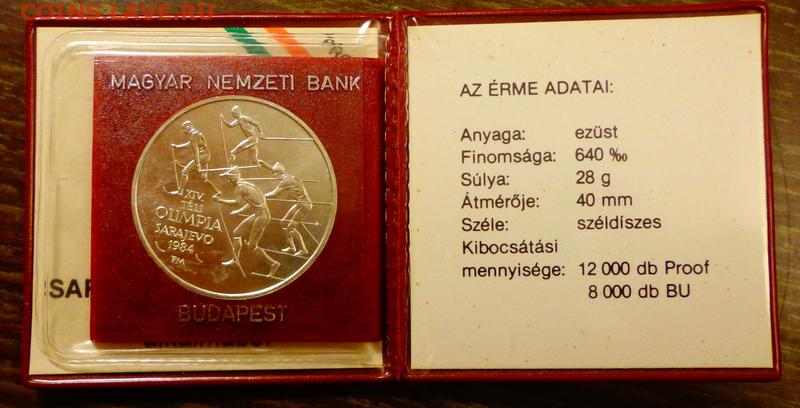 COINS.LAVE.RU
MAGYAR NEMZETI BANK
XIV.
TÉLI
OLIMPIA
SARAJEVO
1984
FM
BUDAPEST
AZ ÉRME ADATAI:
Anyaga: ezüst
Finomsága: 640 ‰
Súlya: 28 g
Átmérője: 40 mm
Széle: széldíszes
Kibocsátási
mennyisége: 12 000 db Proof
8 000 db BU